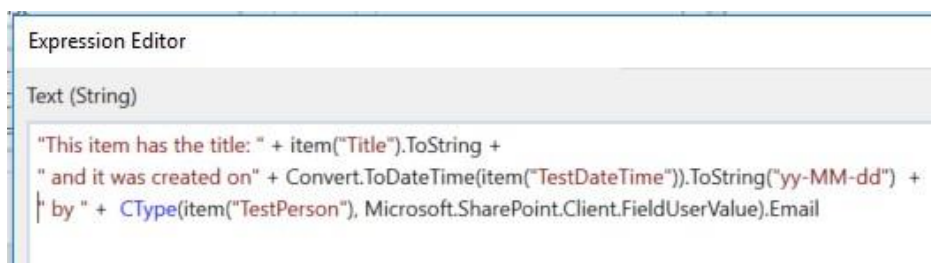 Expression Editor
Text (String)
"This item has the title: " + item("Title").ToString +
" and it was created on" + Convert.ToDateTime(item("TestDateTime")).ToString("yy-MM-dd") +
" by " + CType(item("TestPerson"), Microsoft.SharePoint.Client.FieldUserValue).Email